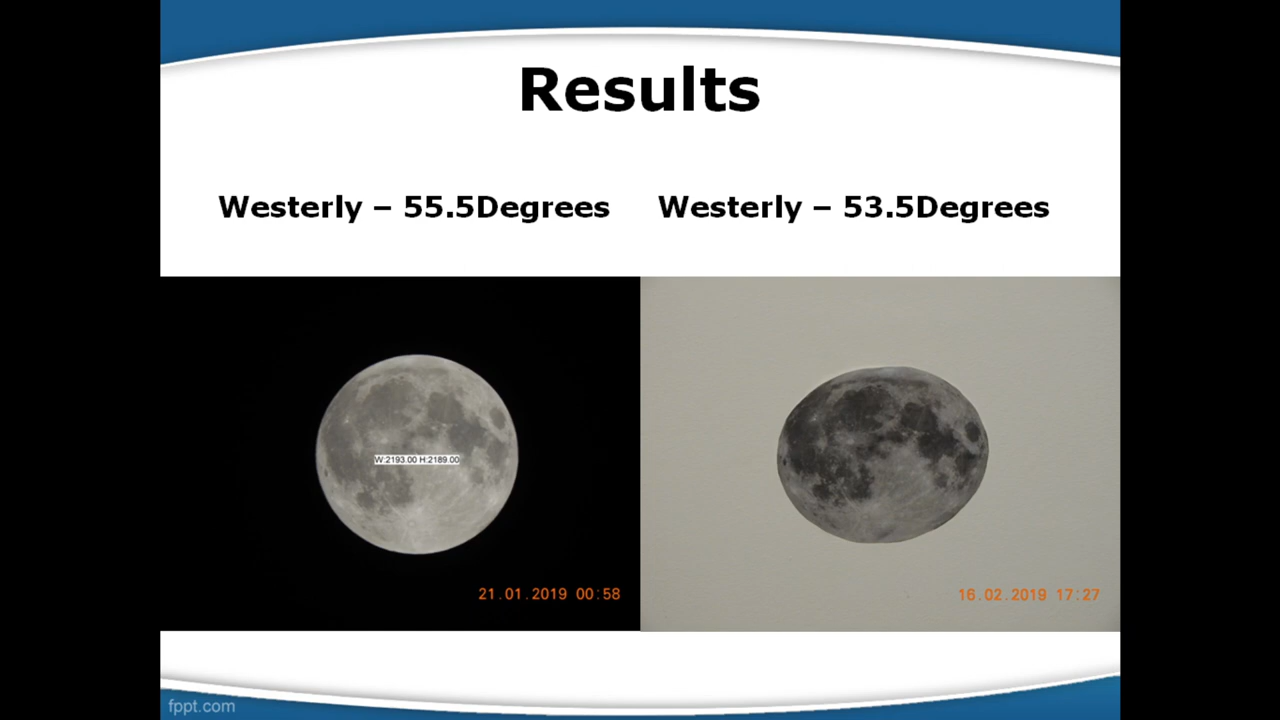 Results
Westerly – 55.5Degrees
Westerly – 53.5Degrees
W:2193.00 H:2189.00
21.01.2019 00:58
16.02.2019 17:27
fppt.com